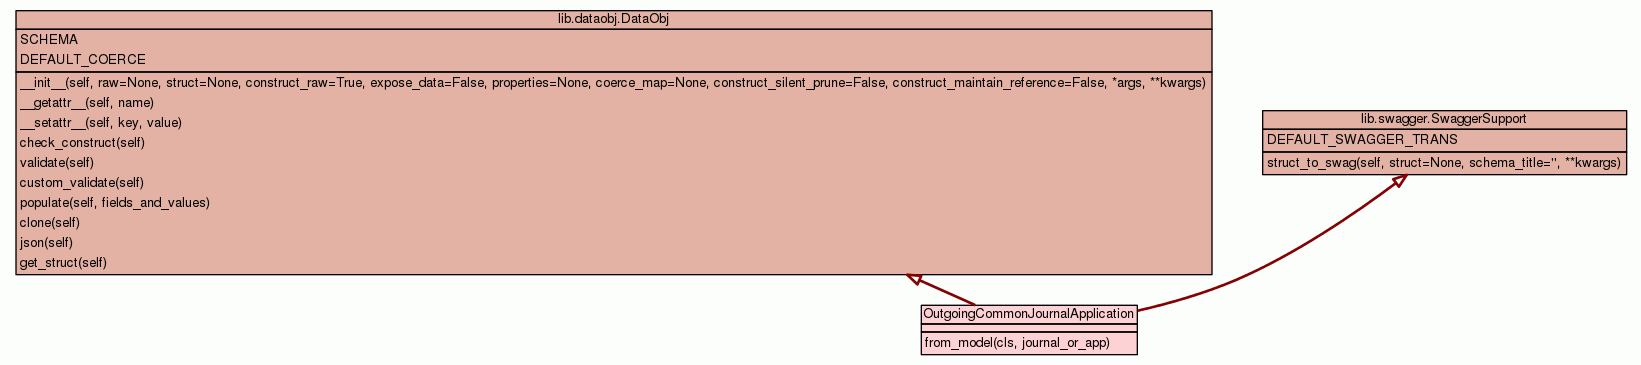 lib.dataobj.DataObj
SCHEMA
DEFAULT_COERCE
__init__(self, raw=None, struct=None, construct_raw=True, expose_data=False, properties=None, coerce_map=None, construct_silent_prune=False, construct_maintain_reference=False, *args, **kwargs)
__getattr__(self, name)
__setattr__(self, key, value)
check_construct(self)
validate(self)
custom_validate(self)
populate(self, fields_and_values)
clone(self)
json(self)
get_struct(self)
lib.swagger.SwaggerSupport
DEFAULT_SWAGGER_TRANS
struct_to_swag(self, struct=None, schema_title='', **kwargs)
OutgoingCommonJournalApplication
from_model(cls, journal_or_app)